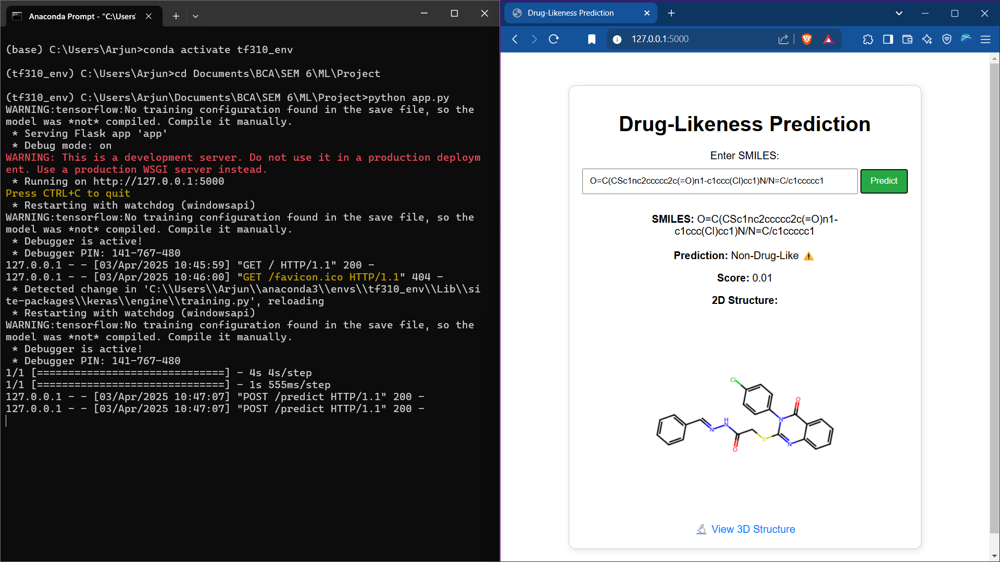 Anaconda Prompt - "C:\Users'
(base) C:\Users\Arjun>conda activate tf310_env
(tf310_env) C:\Users\Arjun>cd Documents\BCA\SEM 6\ML\Project
(tf310_env) C:\Users\Arjun\Documents\BCA\SEM 6\ML\Project>python app.py
WARNING:tensorflow:No training configuration found in the save file, so the
model was *not* compiled. Compile it manually.
 * Serving Flask app 'app'
 * Debug mode: on
WARNING: This is a development server. Do not use it in a production deploym
ent. Use a production WSGI server instead.
 * Running on http://127.0.0.1:5000
Press CTRL+C to quit
 * Restarting with watchdog (windowsapi)
WARNING:tensorflow:No training configuration found in the save file, so the
model was *not* compiled. Compile it manually.
 * Debugger is active!
 * Debugger PIN: 141-767-480
127.0.0.1 - - [03/Apr/2025 10:45:59] "GET / HTTP/1.1" 200 -
127.0.0.1 - - [03/Apr/2025 10:46:00] "GET /favicon.ico HTTP/1.1" 404 -
 * Detected change in 'C:\\Users\\Arjun\\anaconda3\\envs\\tf310_env\\Lib\\si
te-packages\\keras\\engine\\training.py', reloading
 * Restarting with watchdog (windowsapi)
WARNING:tensorflow:No training configuration found in the save file, so the
model was *not* compiled. Compile it manually.
 * Debugger is active!
 * Debugger PIN: 141-767-480
1/1 [==============================] - 4s 4s/step
1/1 [==============================] - 1s 555ms/step
127.0.0.1 - - [03/Apr/2025 10:47:07] "POST /predict HTTP/1.1" 200 -
127.0.0.1 - - [03/Apr/2025 10:47:07] "POST /predict HTTP/1.1" 200 -
Drug-Likeness Prediction
127.0.0.1:5000
Drug-Likeness Prediction
Enter SMILES:
O=C(CSc1nc2ccccc2c(=O)n1-c1ccc(Cl)cc1)N/N=C/c1ccccc1
Predict
SMILES: O=C(CSc1nc2ccccc2c(=O)n1-
c1ccc(Cl)cc1)N/N=C/c1ccccc1
Prediction: Non-Drug-Like ⚠️
Score: 0.01
2D Structure:
Cl
O
N
H
N
N
S
N
O
🔬 View 3D Structure